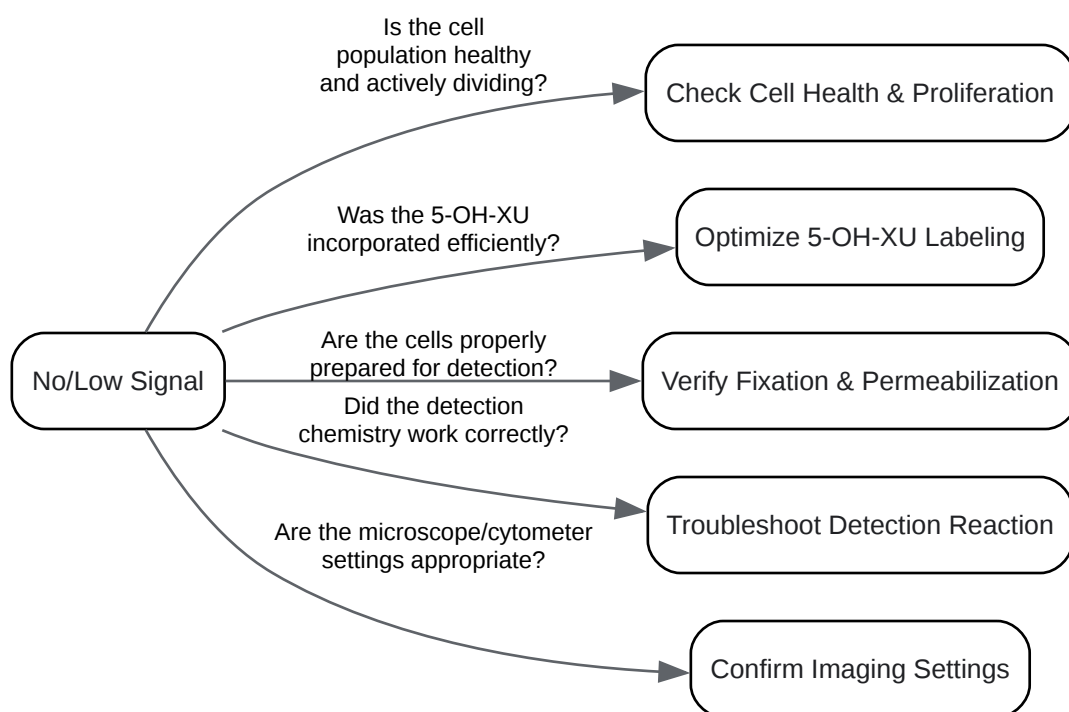 Is the cell
population healthy
and actively dividing?
Check Cell Health & Proliferation
Was the 5-OH-XU
incorporated efficiently?
Optimize 5-OH-XU Labeling
No/Low Signal
Are the cells properly
prepared for detection?
Verify Fixation & Permeabilization
Did the detection
chemistry work correctly?
Troubleshoot Detection Reaction
Are the microscope/cytometer
settings appropriate?
Confirm Imaging Settings